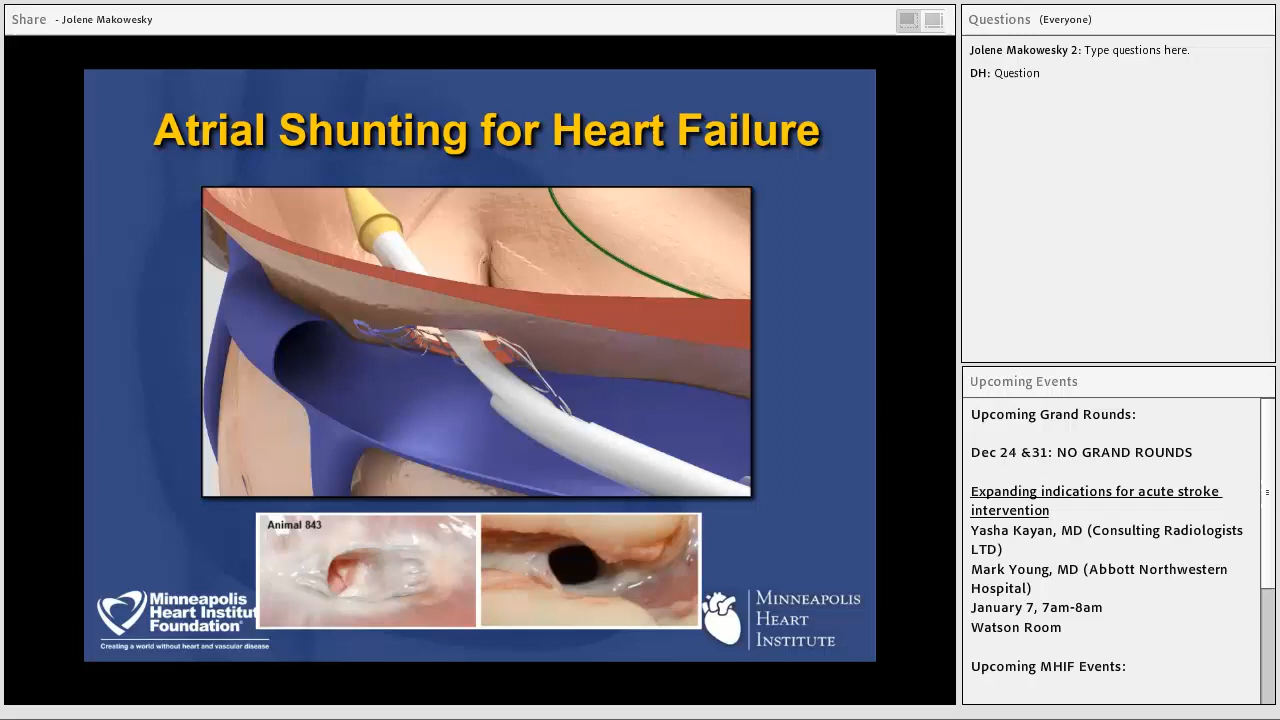 Share - Jolene Makowesky
Atrial Shunting for Heart Failure
Animal 843
Minneapolis
Heart Institut
Foundation®
Creating a world without heart and vascular disease
MINNEAPOLIS
HEART
INSTITUTE
Questions (Everyone)
Jolene Makowesky 2: Type questions here.
DH: Question
Upcoming Events
Upcoming Grand Rounds:
Dec 24 &31: NO GRAND ROUNDS
Expanding indications for acute stroke
intervention
Yasha Kayan, MD (Consulting Radiologists
LTD)
Mark Young, MD (Abbott Northwestern
Hospital)
January 7, 7am-8am
Watson Room
Upcoming MHIF Events: